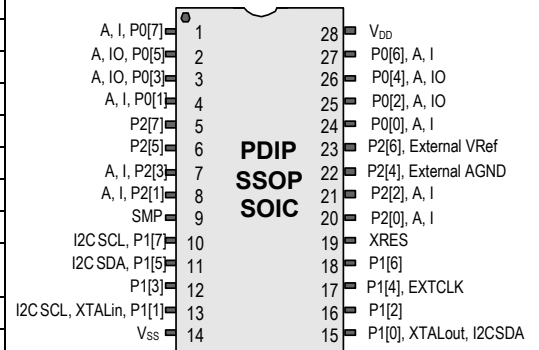 A, I, P0[7] 1 28 VDD
A, IO, P0[5] 2 27 P0[6], A, I
A, IO, P0[3] 3 26 P0[4], A, IO
A, I, P0[1] 4 25 P0[2], A, IO
P2[7] 5 24 P0[0], A, I
P2[5] 6 PDIP 23 P2[6], External VRef
A, I, P2[3] 7 SSOP 22 P2[4], External AGND
A, I, P2[1] 8 SOIC 21 P2[2], A, I
SMP 9 20 P2[0], A, I
I2C SCL, P1[7] 10 19 XRES
I2C SDA, P1[5] 11 18 P1[6]
P1[3] 12 17 P1[4], EXTCLK
I2C SCL, XTALin, P1[1] 13 16 P1[2]
VSS 14 15 P1[0], XTALout, I2CSDA